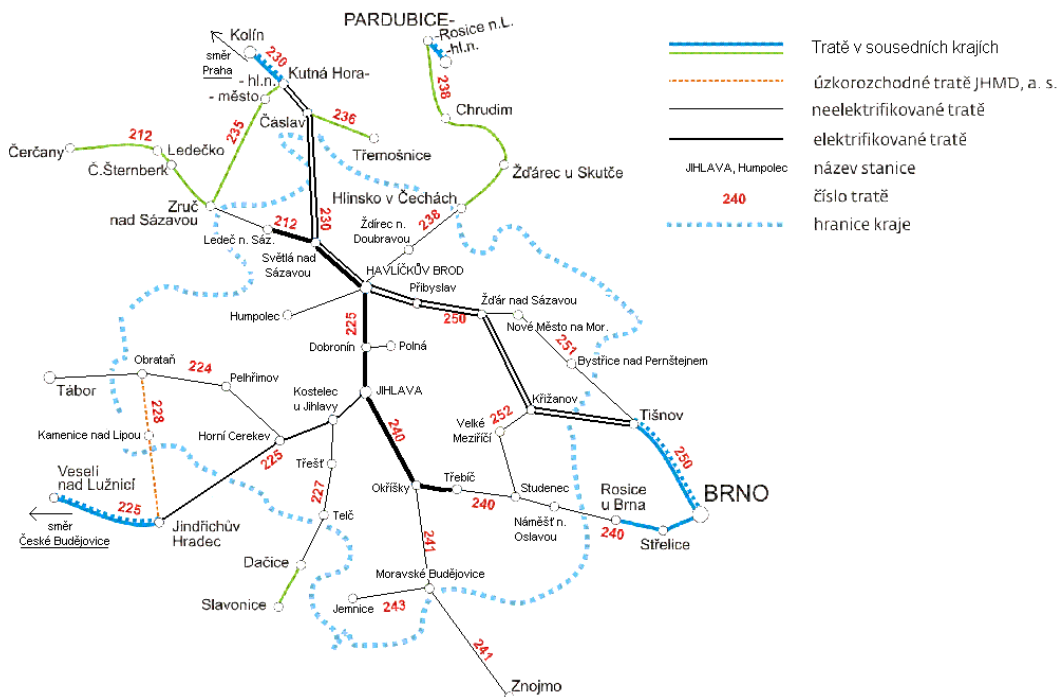 PARDUBICE-
-Rosice n.L.
-hl.n.
Kolín
230
směr
Praha
Kutná Hora-
- hl.n.
- město
238
Chrudim
Čáslav
236
Třemošnice
235
212
Čerčany
Ledečko
Č.Šternberk
Žďárec u Skutče
Hlinsko v Čechách
238
Zruč
nad Sázavou
212
230
Ledeč n. Sáz.
Ždírec n.
Doubravou
Světlá nad
Sázavou
HAVLÍČKŮV BROD
Přibyslav
250
Žďár nad Sázavou
Nové Město na Mor.
Humpolec
225
Dobronín
Polná
251
Bystřice nad Pernštejnem
Obrataň
224
Pelhřimov
Tábor
228
Kostelec
u Jihlavy
JIHLAVA
Křižanov
252
Velké
Meziříčí
Tišnov
Kamenice nad Lipou
Horní Cerekev
225
240
250
Třešť
Třebíč
Okříšky
240
Studenec
Rosice
u Brna
BRNO
Veselí
nad Lužnicí
225
227
Telč
Náměšť n.
Oslavou
240
Střelice
směr
České Budějovice
Jindřichův
Hradec
241
Dačice
Moravské Budějovice
Slavonice
Jemnice
243
241
Znojmo
Tratě v sousedních krajích
úzkorozchodné tratě JHMD, a. s.
neelektrifikované tratě
elektrifikované tratě
JIHLAVA, Humpolec
název stanice
240
číslo tratě
hranice kraje